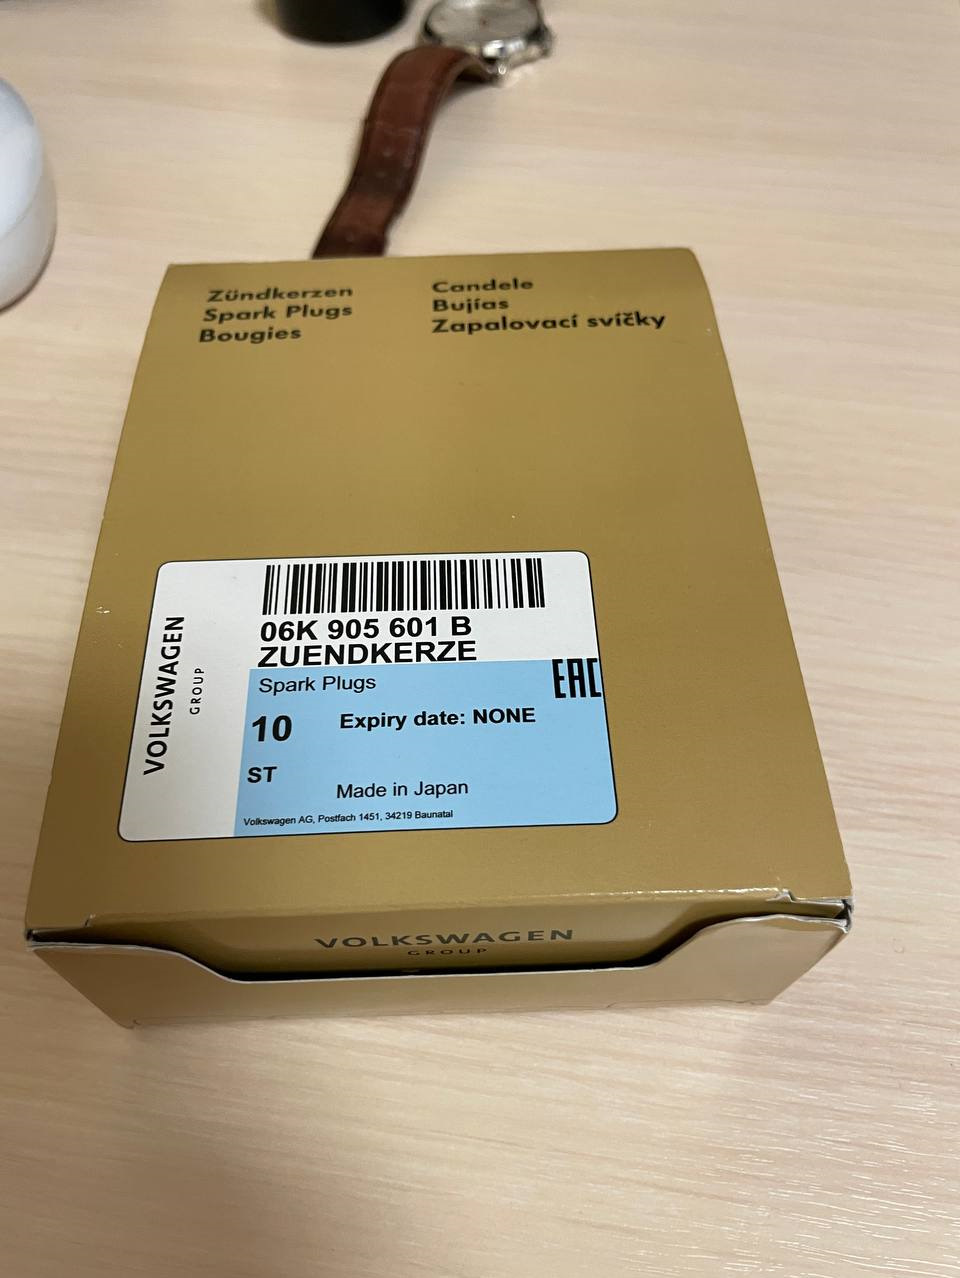 Zündkerzen
Spark Plugs
Bougies
Candele
Bujías
Zapalovací svíčky
VOLKSWAGEN
GROUP
06K 905 601 B
ZUENDKERZE
Spark Plugs
EAC
10
Expiry date: NONE
ST
Made in Japan
Volkswagen AG, Postfach 1451, 34219 Baunatal
VOLKSWAGEN
GROUP